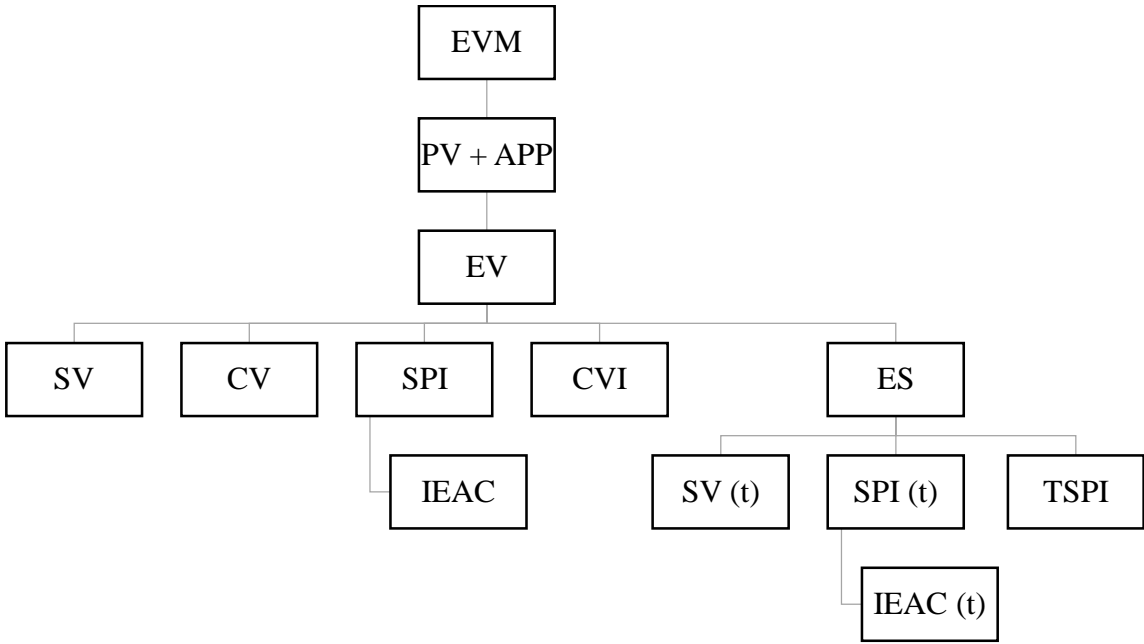 EVM
PV + APP
EV
SV
CV
SPI
CVI
ES
IEAC
SV (t)
SPI (t)
TSPI
IEAC (t)